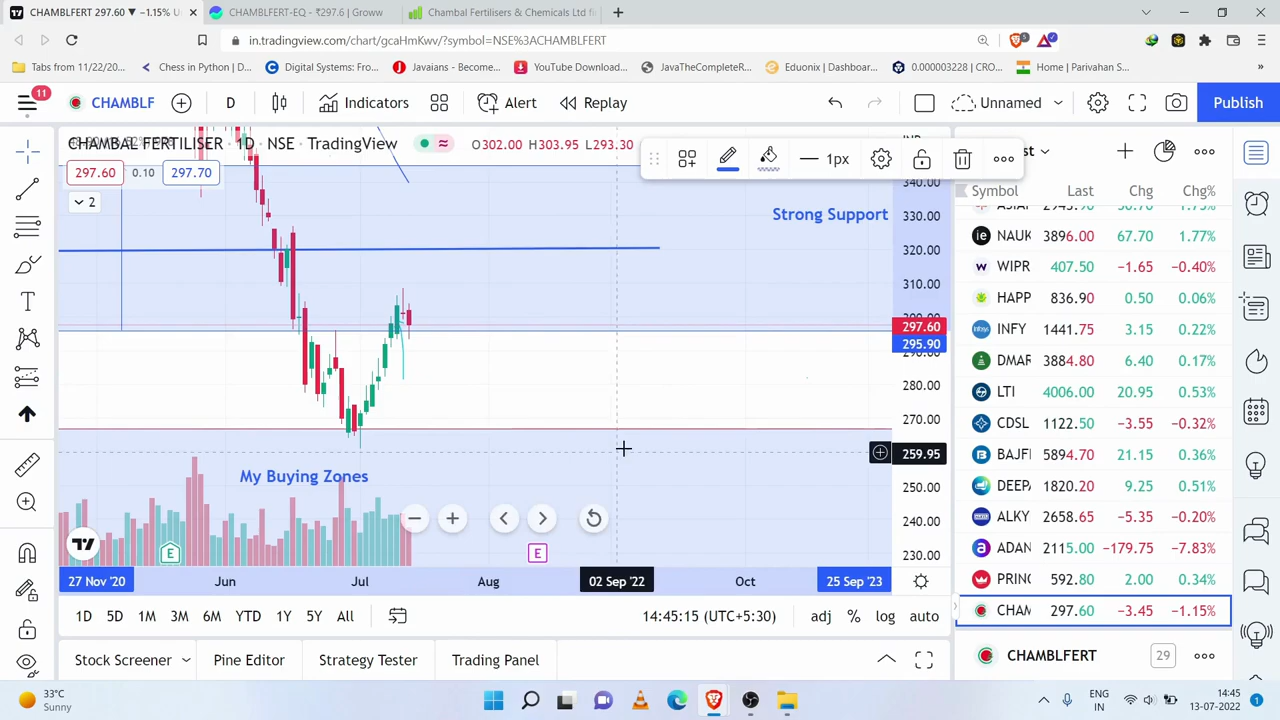 CHAMBLFERT 297.60 ▼ −1.15% U
CHAMBLFERT-EQ - ₹297.6 | Groww
Chambal Fertilisers & Chemicals Ltd fi
in.tradingview.com/chart/gcaHmKwv/?symbol=NSE%3ACHAMBLFERT
5
Tabs from 11/22/20...
Chess in Python | D...
Digital Systems: Fro...
Javaians - Become...
YouTube Download...
JavaTheCompleteR...
Eduonix | Dashboar...
0.000003228 | CRO...
Home | Parivahan S...
11
CHAMBLF
D
Indicators
Alert
Replay
Unnamed
Publish
CHAMBAL FERTILISER · 1D · NSE · TradingView
O302.00 H303.95 L293.30
297.60
0.10
297.70
2
1px
st
Symbol
Last
Chg
Chg%
340.00
330.00
320.00
310.00
297.60
295.90
280.00
270.00
259.95
250.00
240.00
230.00
Strong Support
My Buying Zones
NAUK 3896.00 67.70 1.77%
WIPR 407.50 −1.65 −0.40%
HAPP 836.90 0.50 0.06%
INFY 1441.75 3.15 0.22%
DMAR 3884.80 6.40 0.17%
LTI 4006.00 20.95 0.53%
CDSL 1122.50 −3.55 −0.32%
BAJFI 5894.70 21.15 0.36%
DEEPA 1820.20 9.25 0.51%
ALKY 2658.65 −5.35 −0.20%
ADAN 2115.00 −179.75 −7.83%
PRINC 592.80 2.00 0.34%
CHAM 297.60 −3.45 −1.15%
E
E
27 Nov '20
Jun
Jul
Aug
02 Sep '22
Oct
25 Sep '23
1D 5D 1M 3M 6M YTD 1Y 5Y All
14:45:15 (UTC+5:30)
adj % log auto
Stock Screener
Pine Editor
Strategy Tester
Trading Panel
CHAMBLFERT
29
33°C
Sunny
ENG
IN
14:45
13-07-2022
1